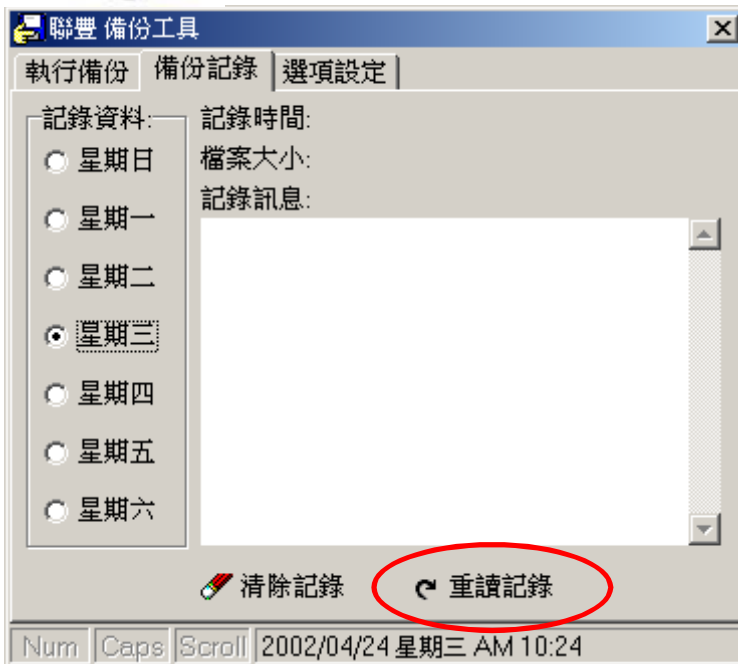 聯豐 備份工具
執行備份 備份記錄 選項設定
記錄資料:
星期日
星期一
星期二
星期三
星期四
星期五
星期六
記錄時間:
檔案大小:
記錄訊息:
清除記錄 重讀記錄
Num Caps Scroll 2002/04/24 星期三 AM 10:24